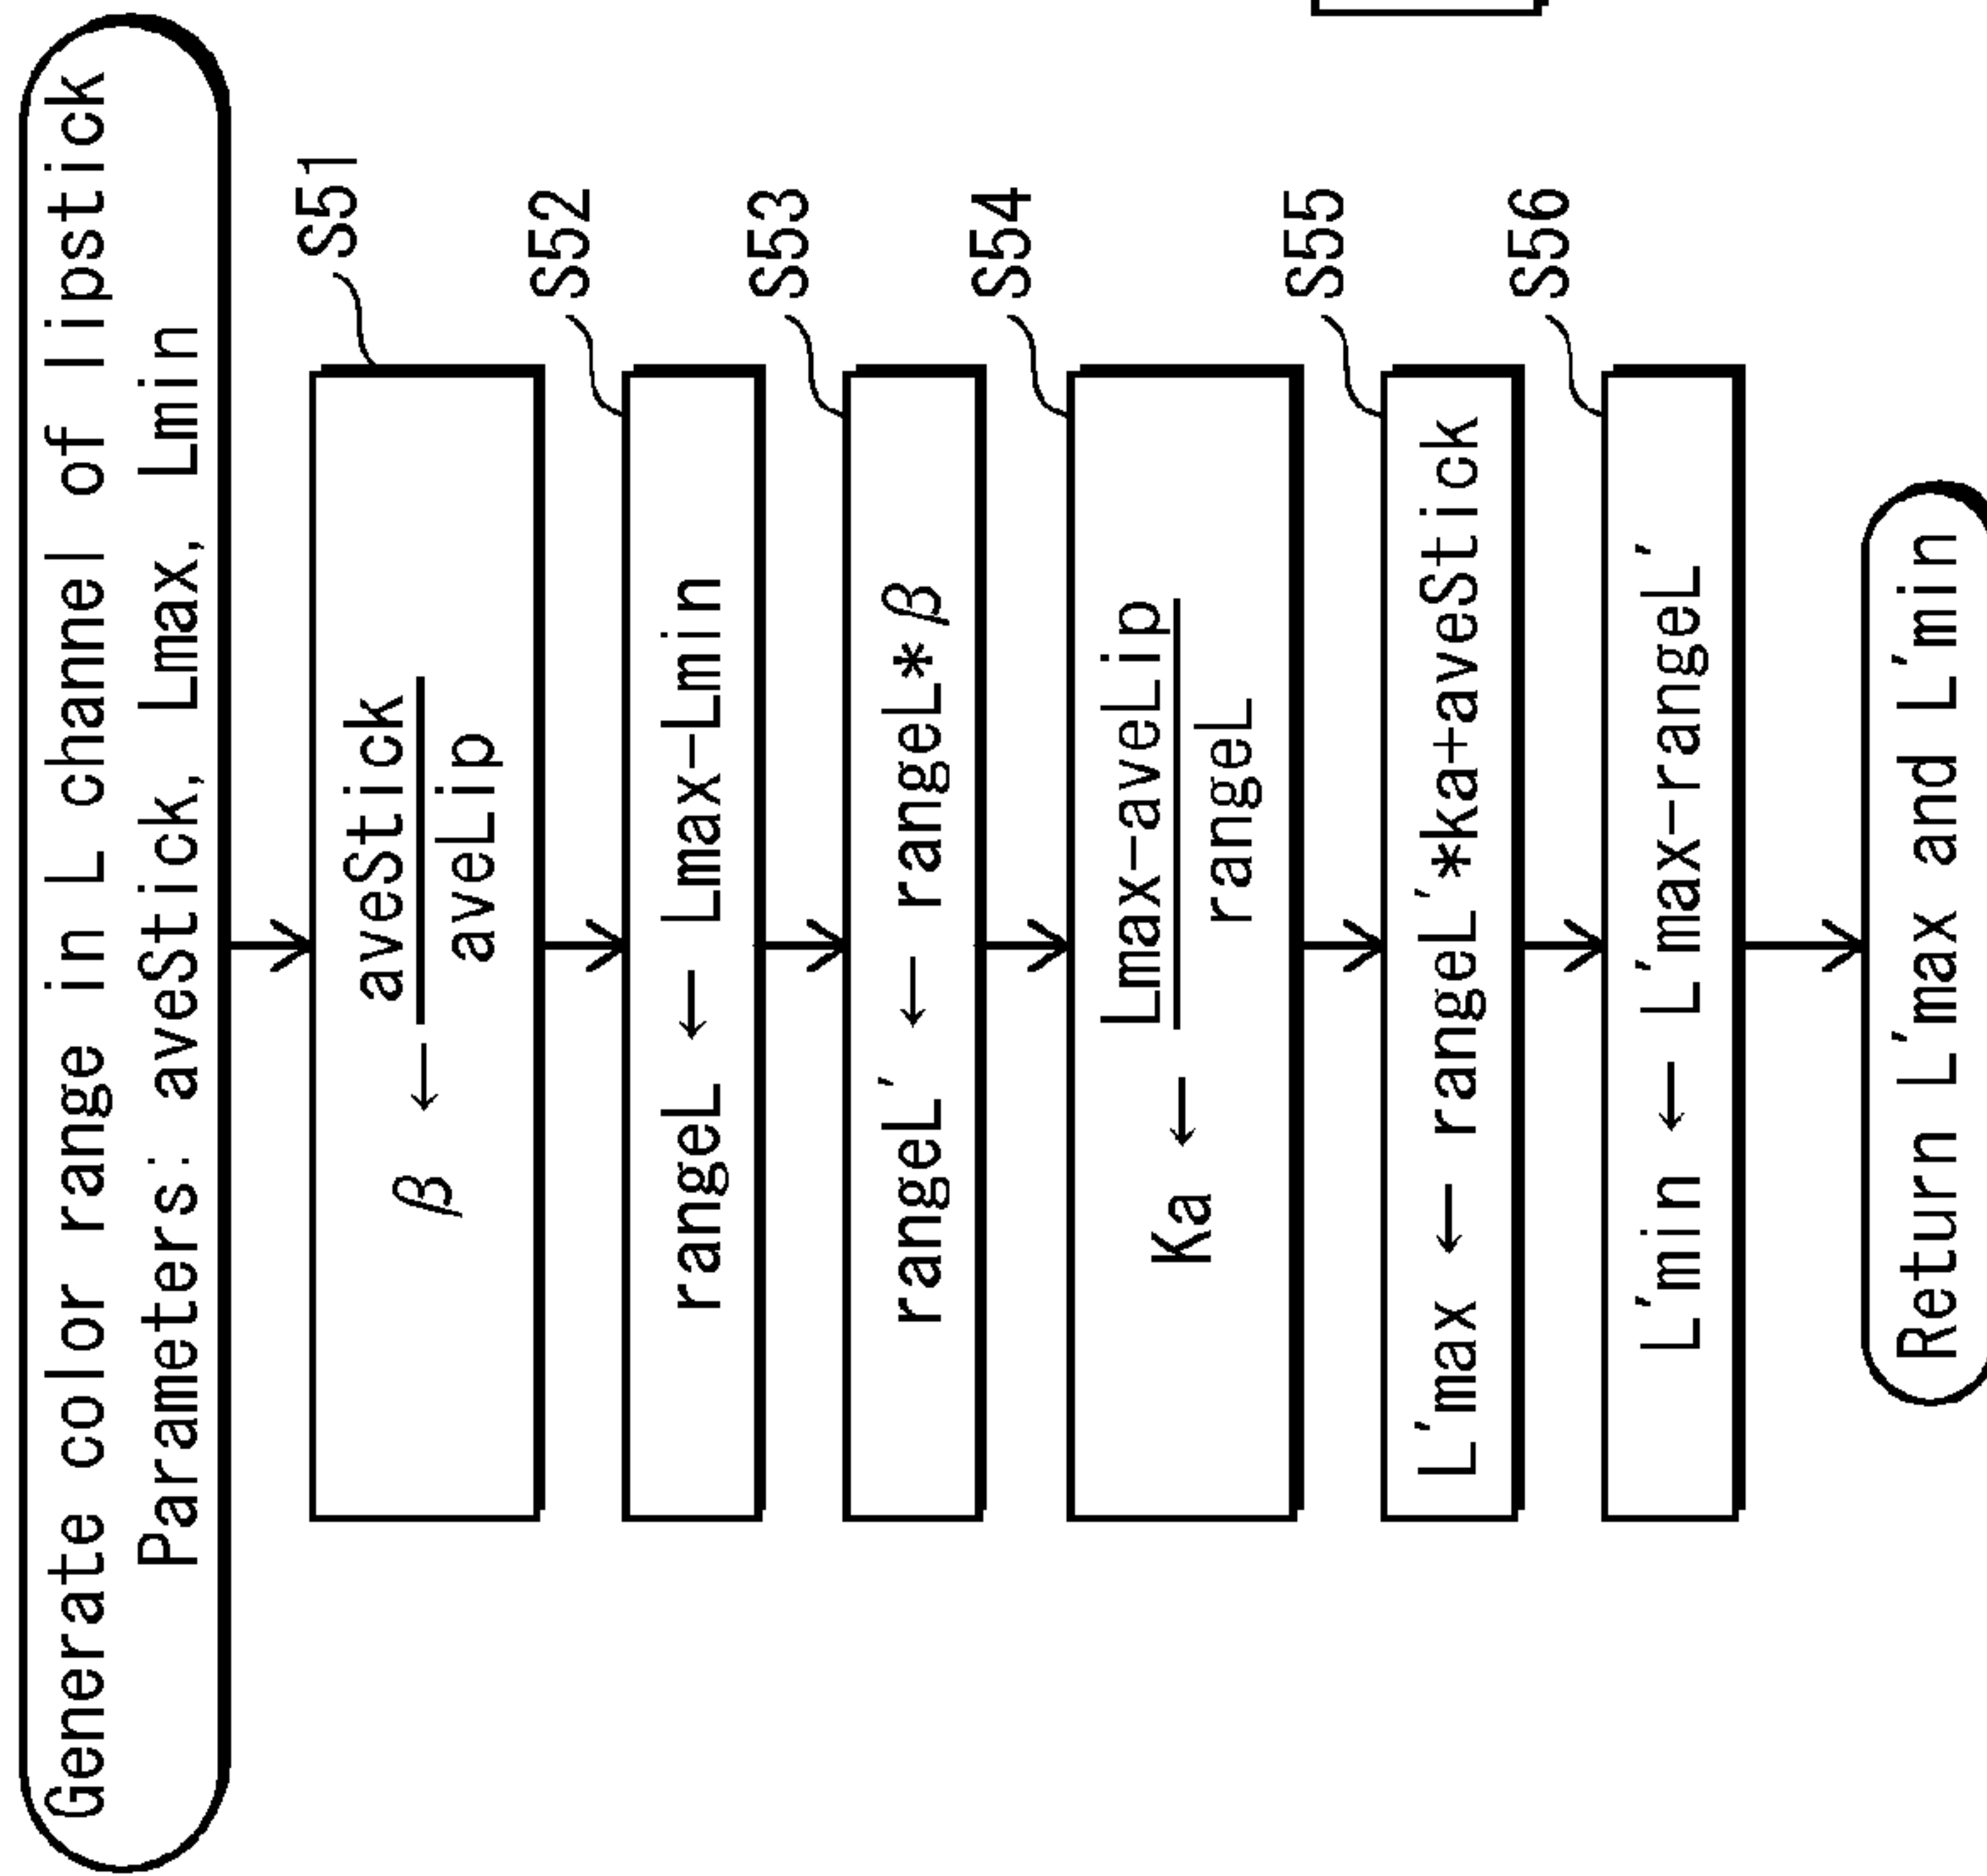 Generate color range in L channel of lipstick
Parameters: aveStick, Lmax, Lmin
S51
β ← aveStick
aveLip
S52
rangeL ← Lmax-Lmin
S53
rangeL' ← rangeL*β
S54
Ka ← Lmax-aveLip
rangeL
S55
L'max ← rangeL'*ka+aveStick
S56
L'min ← L'max-rangeL'
Return L'max and L'min